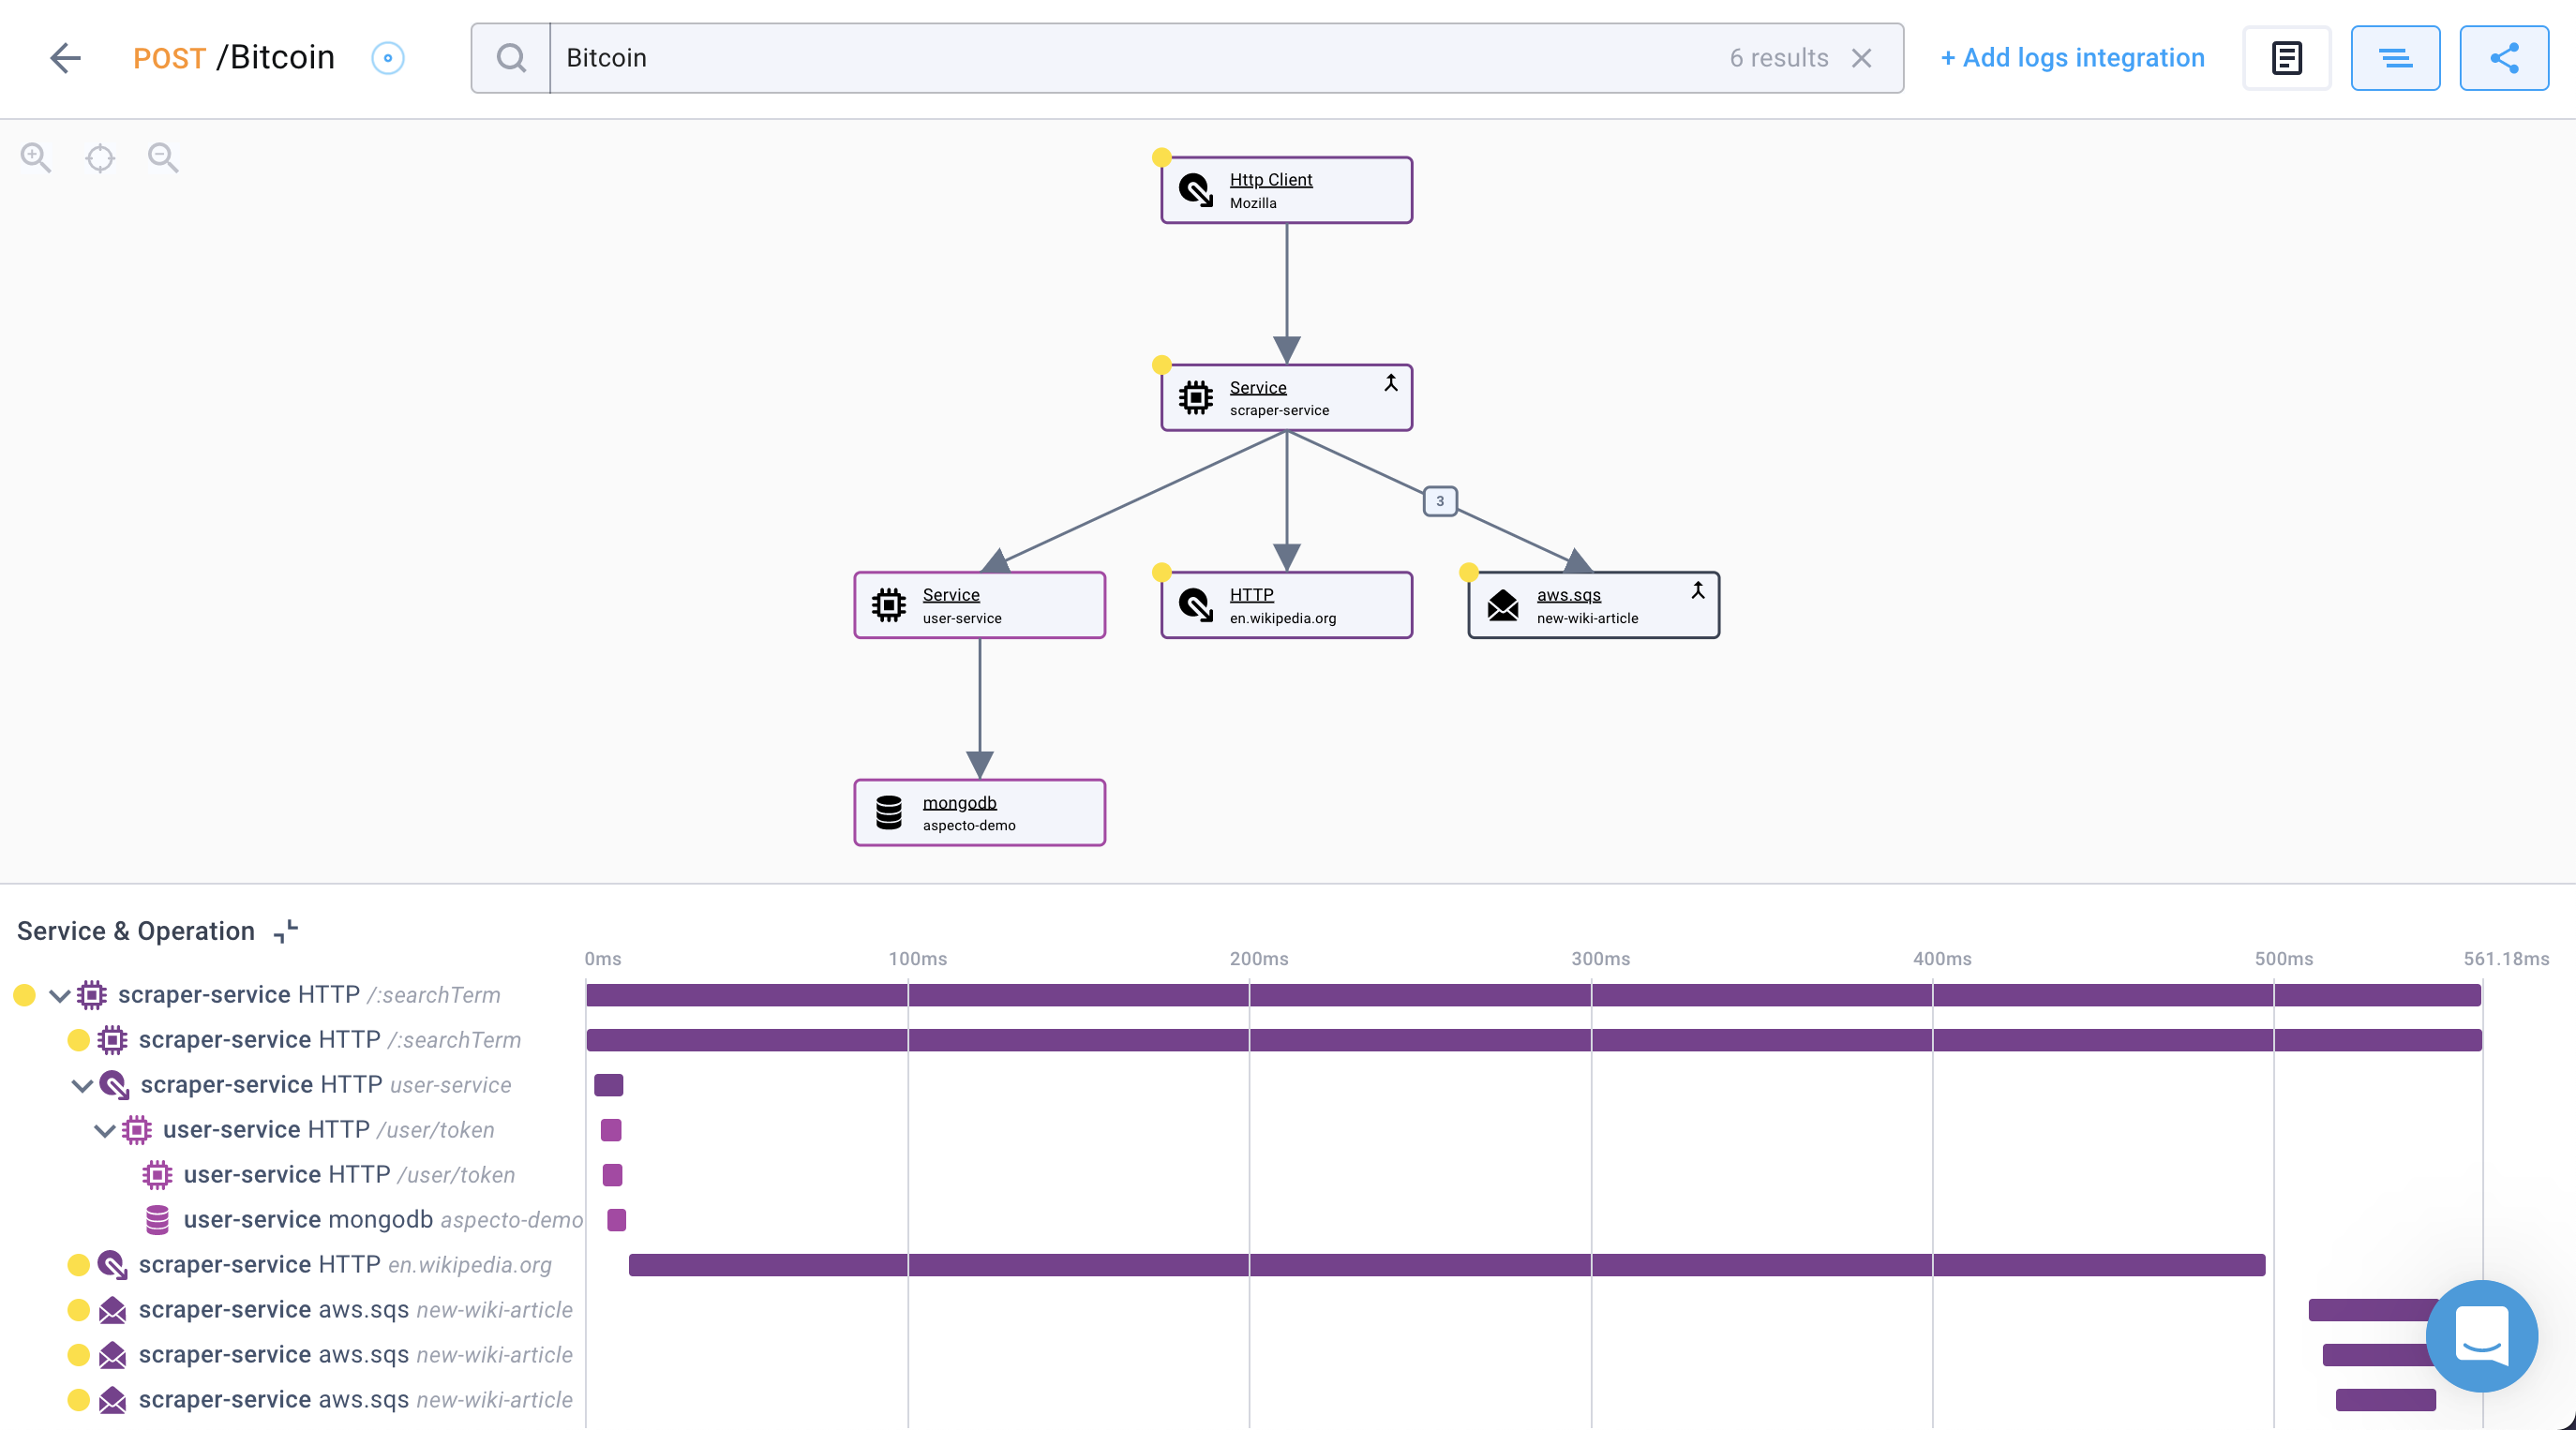 POST /Bitcoin
Bitcoin
6 results
+ Add logs integration
Http Client
Mozilla
Service
scraper-service
3
Service
user-service
HTTP
en.wikipedia.org
aws.sqs
new-wiki-article
mongodb
aspecto-demo
Service & Operation
0ms 100ms 200ms 300ms 400ms 500ms 561.18ms
scraper-service HTTP /:searchTerm
scraper-service HTTP /:searchTerm
scraper-service HTTP user-service
user-service HTTP /user/token
user-service HTTP /user/token
user-service mongodb aspecto-demo
scraper-service HTTP en.wikipedia.org
scraper-service aws.sqs new-wiki-article
scraper-service aws.sqs new-wiki-article
scraper-service aws.sqs new-wiki-article